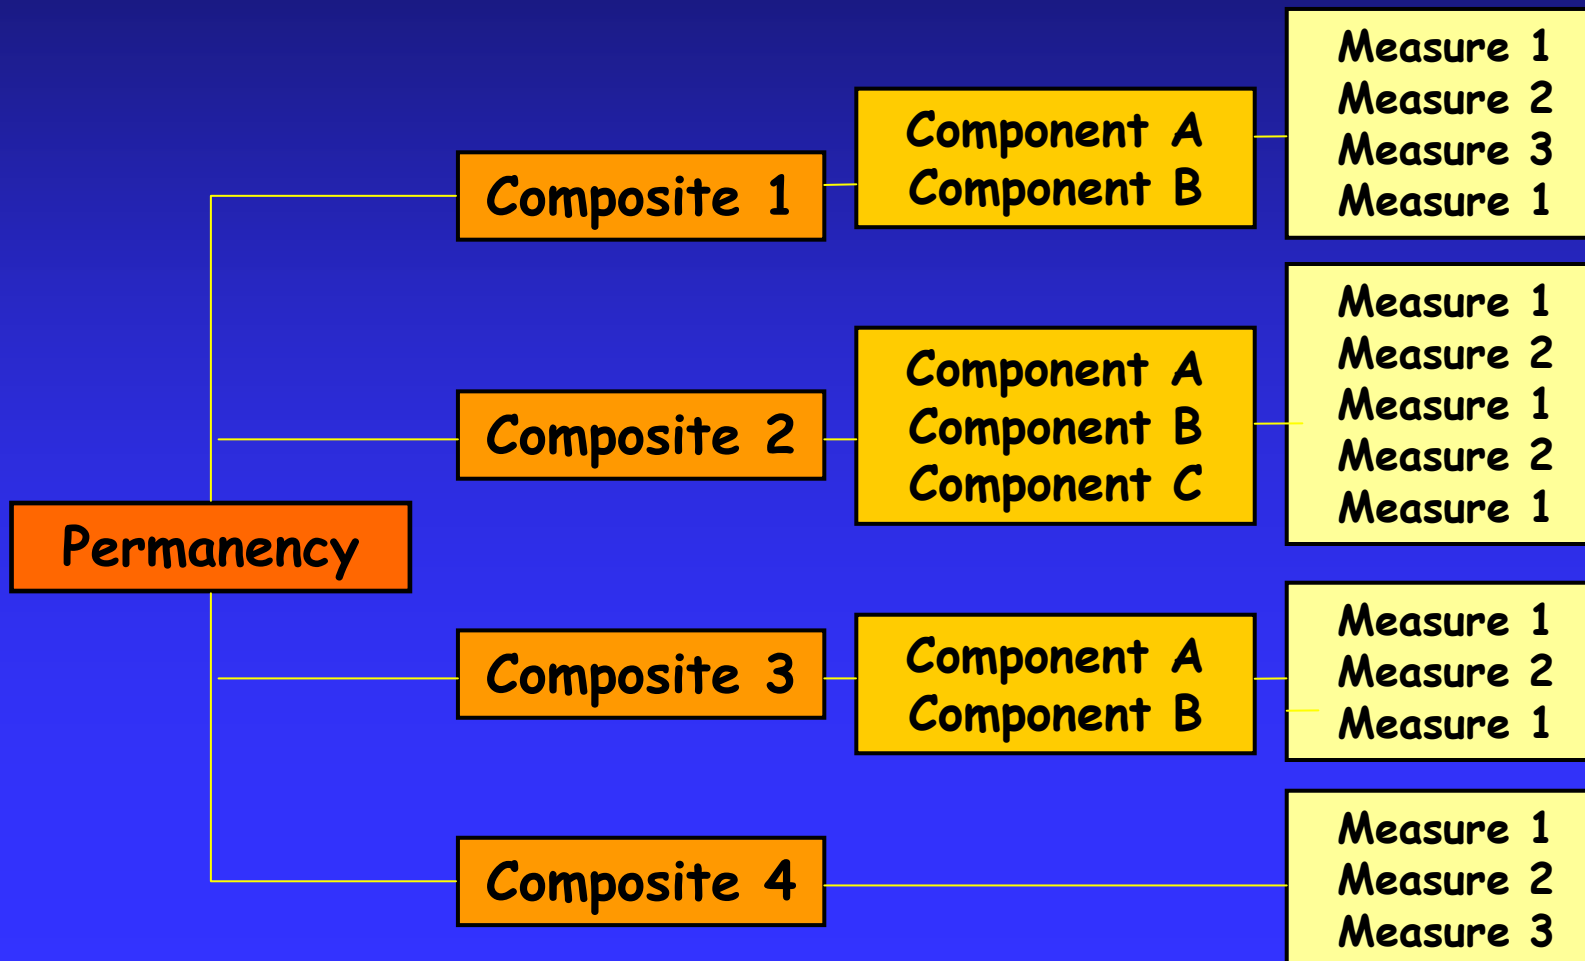 Permanency
Composite 1
Component A
Component B
Measure 1
Measure 2
Measure 3
Measure 1
Composite 2
Component A
Component B
Component C
Measure 1
Measure 2
Measure 1
Measure 2
Measure 1
Composite 3
Component A
Component B
Measure 1
Measure 2
Measure 1
Composite 4
Measure 1
Measure 2
Measure 3